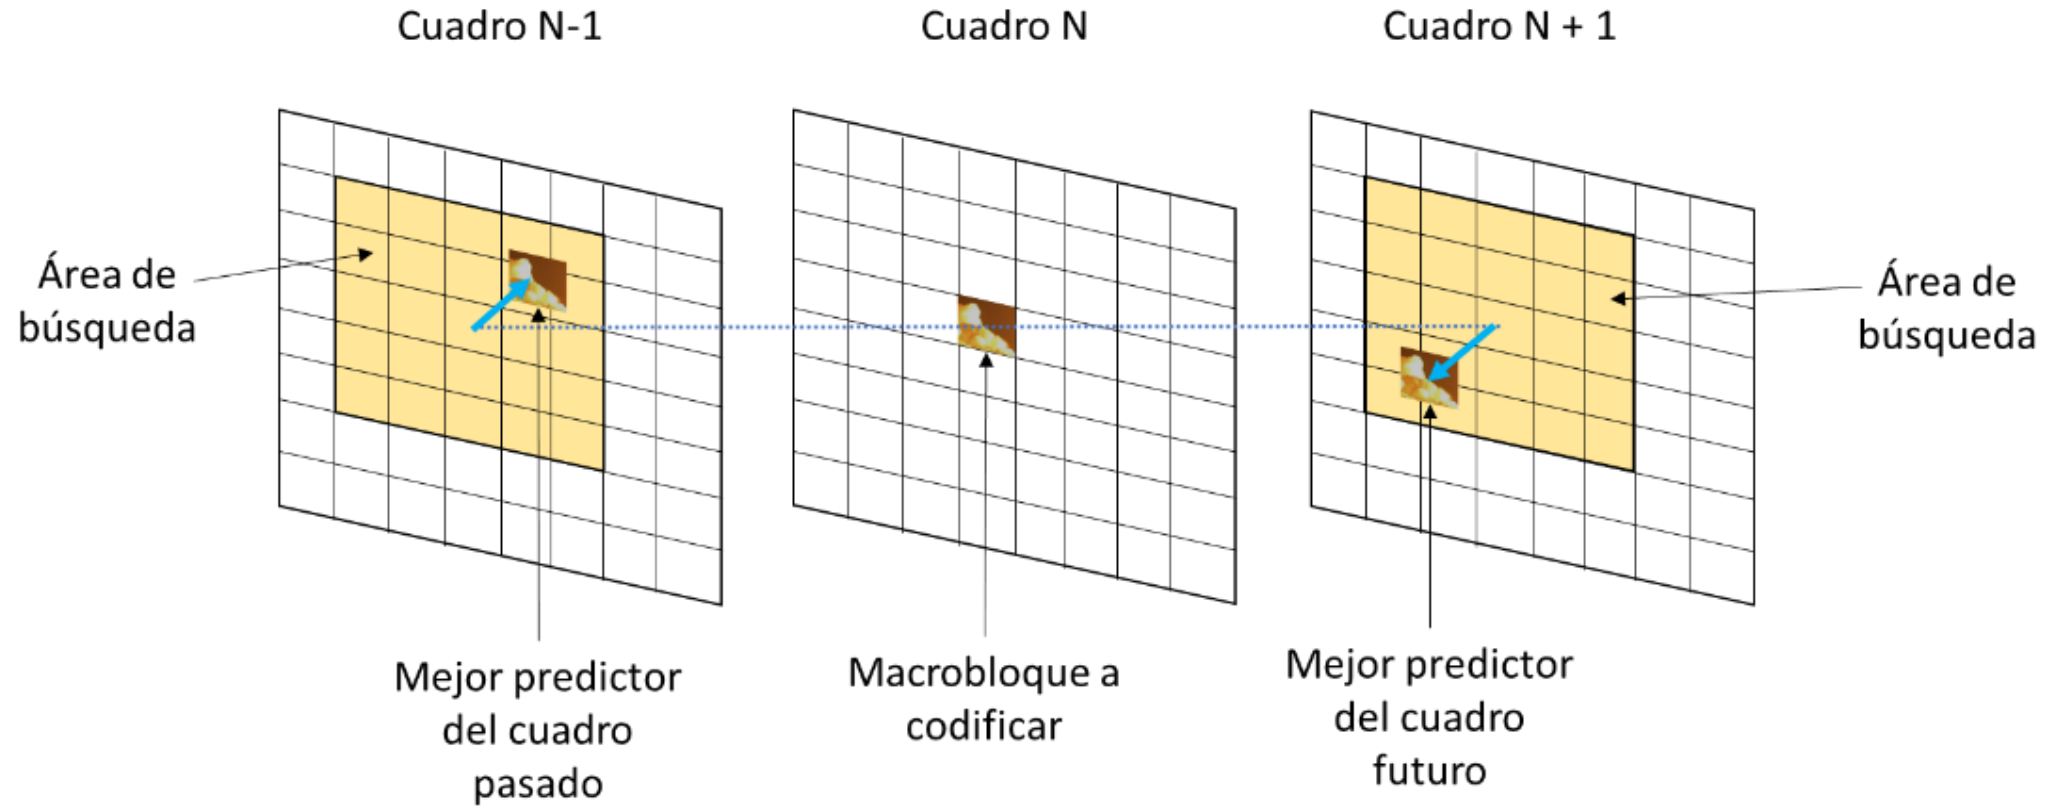 Cuadro N-1
Cuadro N
Cuadro N + 1
Área de
búsqueda
Área de
búsqueda
Mejor predictor
del cuadro
pasado
Macrobloque a
codificar
Mejor predictor
del cuadro
futuro